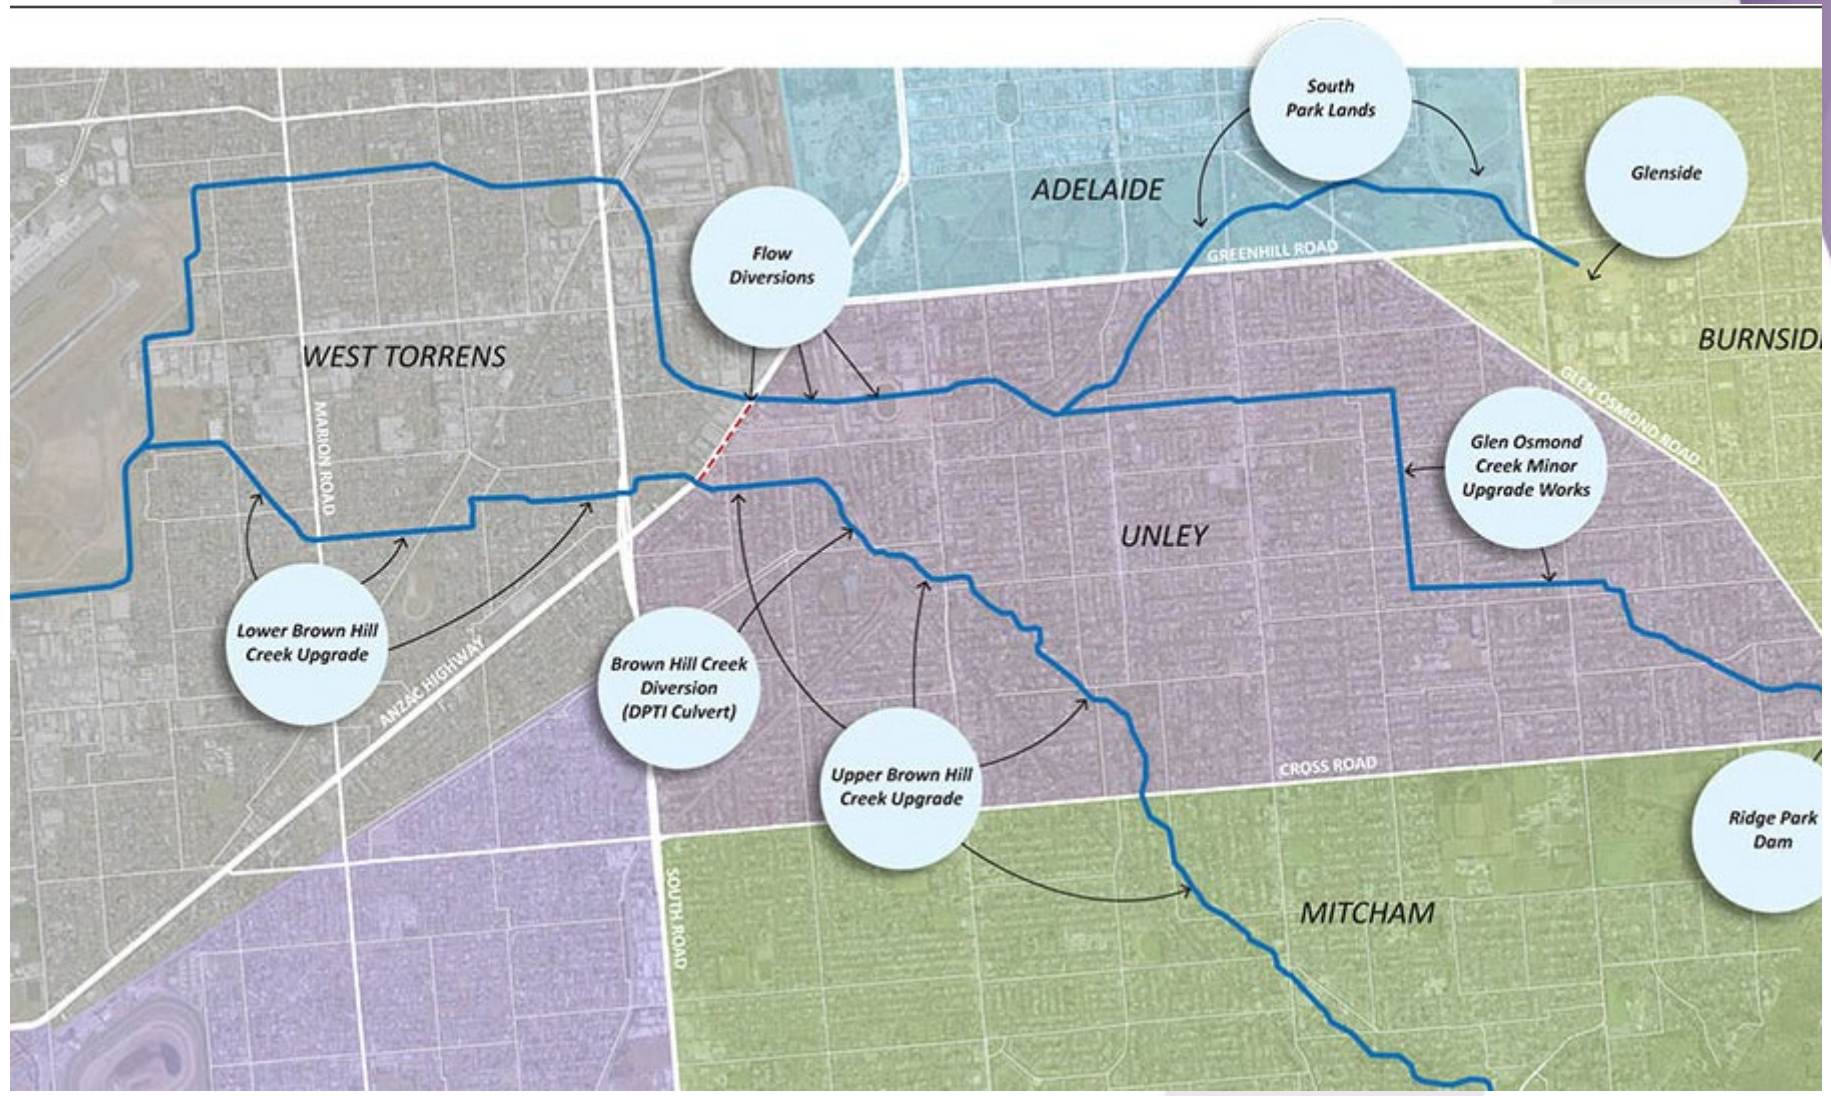 South
Park Lands
Glenside
ADELAIDE
Flow
Diversions
GREENHILL ROAD
WEST TORRENS
BURNSIDE
GLEN OSMOND ROAD
MARION ROAD
Glen Osmond
Creek Minor
Upgrade Works
UNLEY
Lower Brown Hill
Creek Upgrade
ANZAC HIGHWAY
Brown Hill Creek
Diversion
(DPTI Culvert)
Upper Brown Hill
Creek Upgrade
CROSS ROAD
Ridge Park
Dam
SOUTH ROAD
MITCHAM